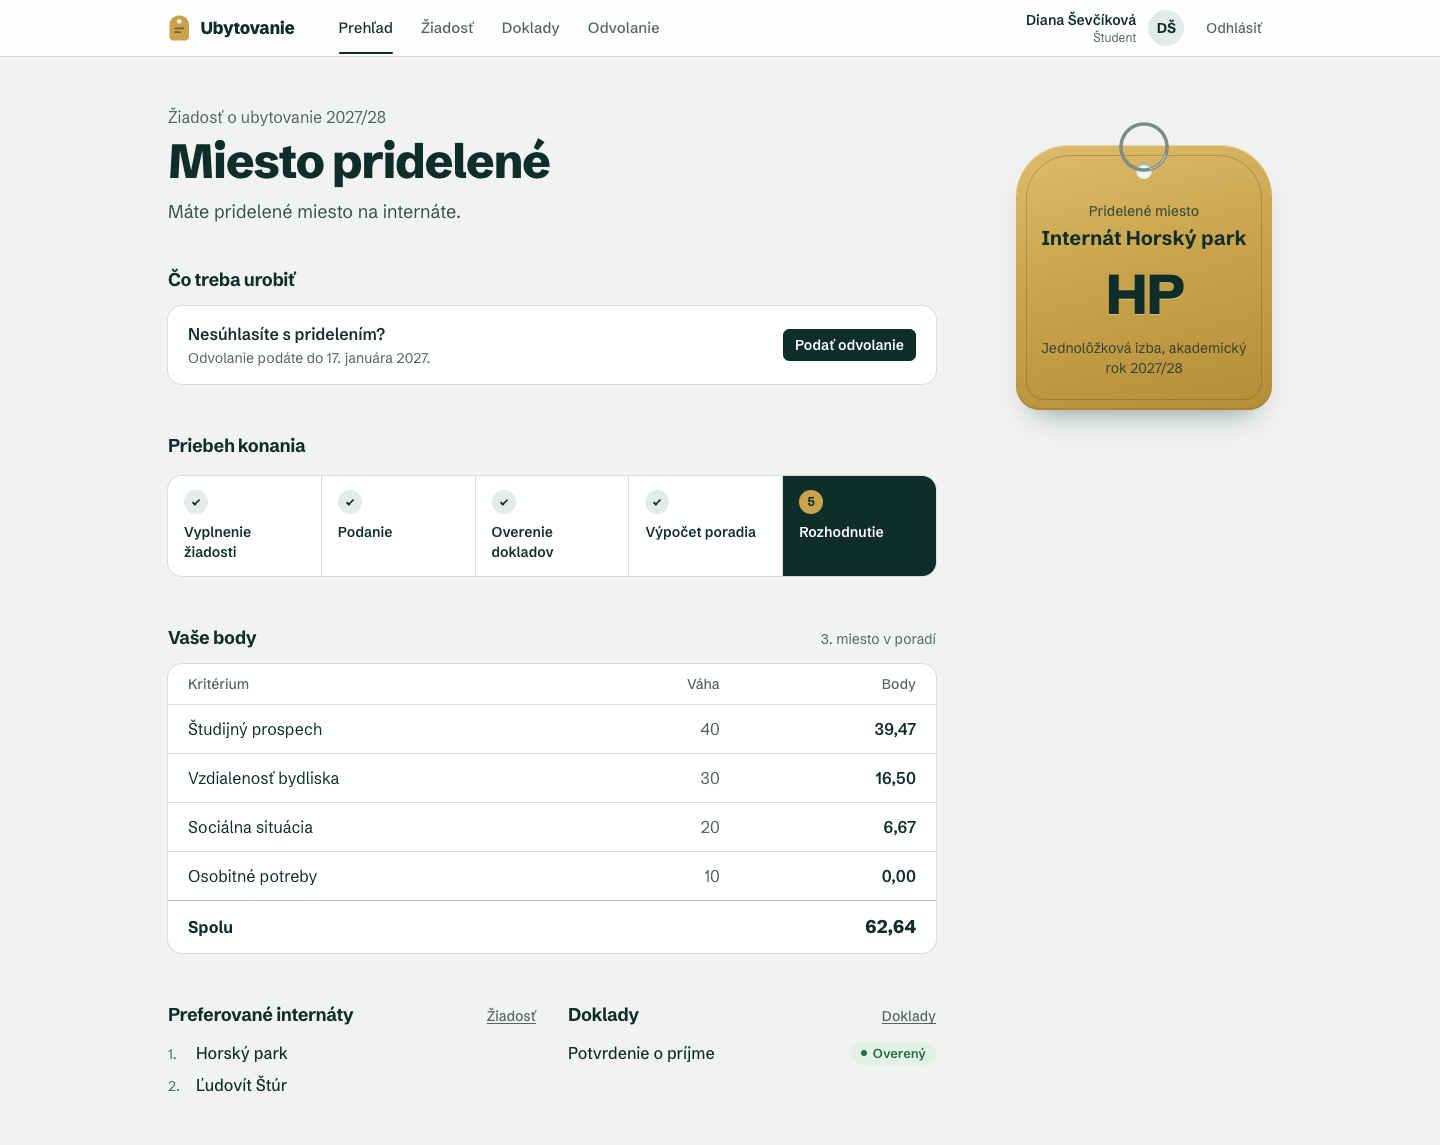 Ubytovanie
Prehľad
Žiadosť
Doklady
Odvolanie
Diana Ševčíková
Študent
DŠ
Odhlásiť
Žiadosť o ubytovanie 2027/28
Miesto pridelené
Máte pridelené miesto na internáte.
Pridelené miesto
Internát Horský park
HP
Jednolôžková izba, akademický
rok 2027/28
Čo treba urobiť
Nesúhlasíte s pridelením?
Odvolanie podáte do 17. januára 2027.
Podať odvolanie
Priebeh konania
Vyplnenie
žiadosti
Podanie
Overenie
dokladov
Výpočet poradia
5
Rozhodnutie
Vaše body
3. miesto v poradí
Kritérium Váha Body
Študijný prospech 40 39,47
Vzdialenosť bydliska 30 16,50
Sociálna situácia 20 6,67
Osobitné potreby 10 0,00
Spolu 62,64
Preferované internáty
Žiadosť
1. Horský park
2. Ľudovít Štúr
Doklady
Doklady
Potvrdenie o príjme
Overený